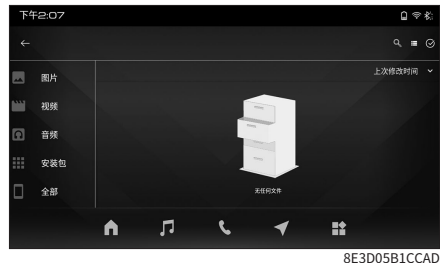 下午2:07
上次修改时间
图片
视频
音频
安装包
全部
无任何文件
8E3D05B1CCAD